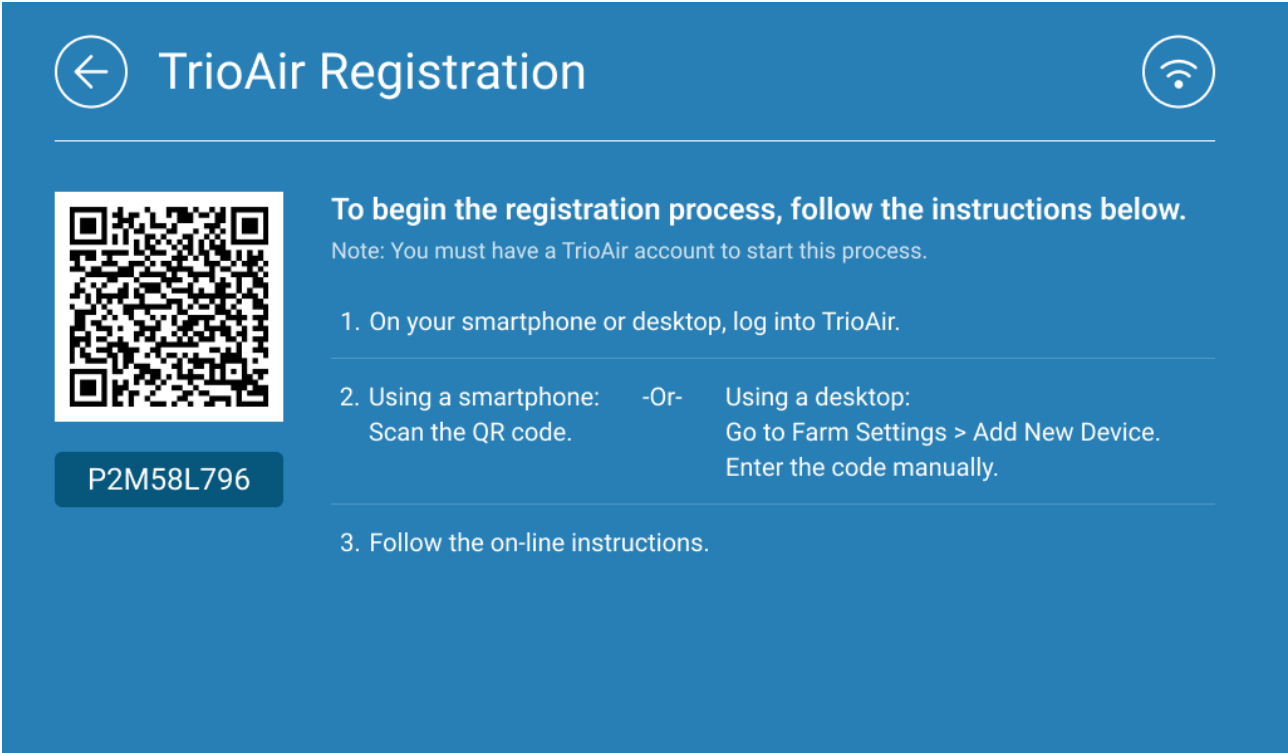 TrioAir Registration
To begin the registration process, follow the instructions below.
Note: You must have a TrioAir account to start this process.
1. On your smartphone or desktop, log into TrioAir.
2. Using a smartphone: -Or- Using a desktop:
Scan the QR code. Go to Farm Settings > Add New Device.
Enter the code manually.
P2M58L796
3. Follow the on-line instructions.